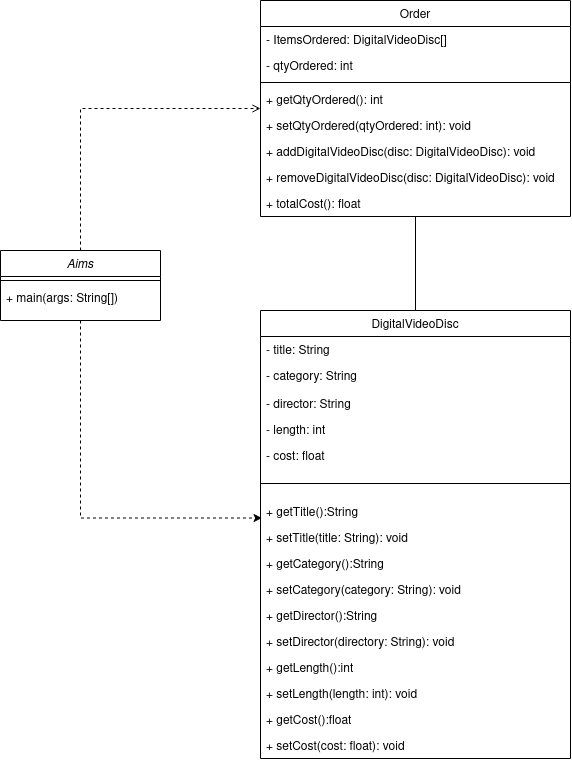 Order
- ItemsOrdered: DigitalVideoDisc[]
- qtyOrdered: int
+ getQtyOrdered(): int
+ setQtyOrdered(qtyOrdered: int): void
+ addDigitalVideoDisc(disc: DigitalVideoDisc): void
+ removeDigitalVideoDisc(disc: DigitalVideoDisc): void
+ totalCost(): float
Aims
+ main(args: String[])
DigitalVideoDisc
- title: String
- category: String
- director: String
- length: int
- cost: float
+ getTitle():String
+ setTitle(title: String): void
+ getCategory():String
+ setCategory(category: String): void
+ getDirector():String
+ setDirector(directory: String): void
+ getLength():int
+ setLength(length: int): void
+ getCost():float
+ setCost(cost: float): void